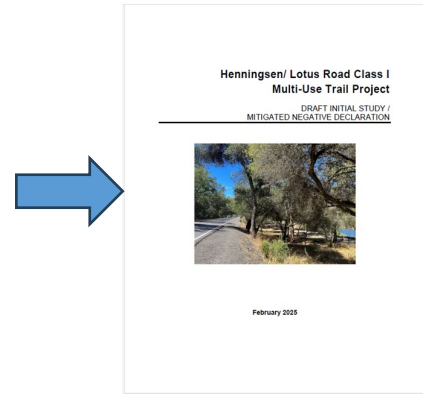 Henningsen/ Lotus Road Class I
Multi-Use Trail Project
DRAFT INITIAL STUDY /
MITIGATED NEGATIVE DECLARATION
February 2025